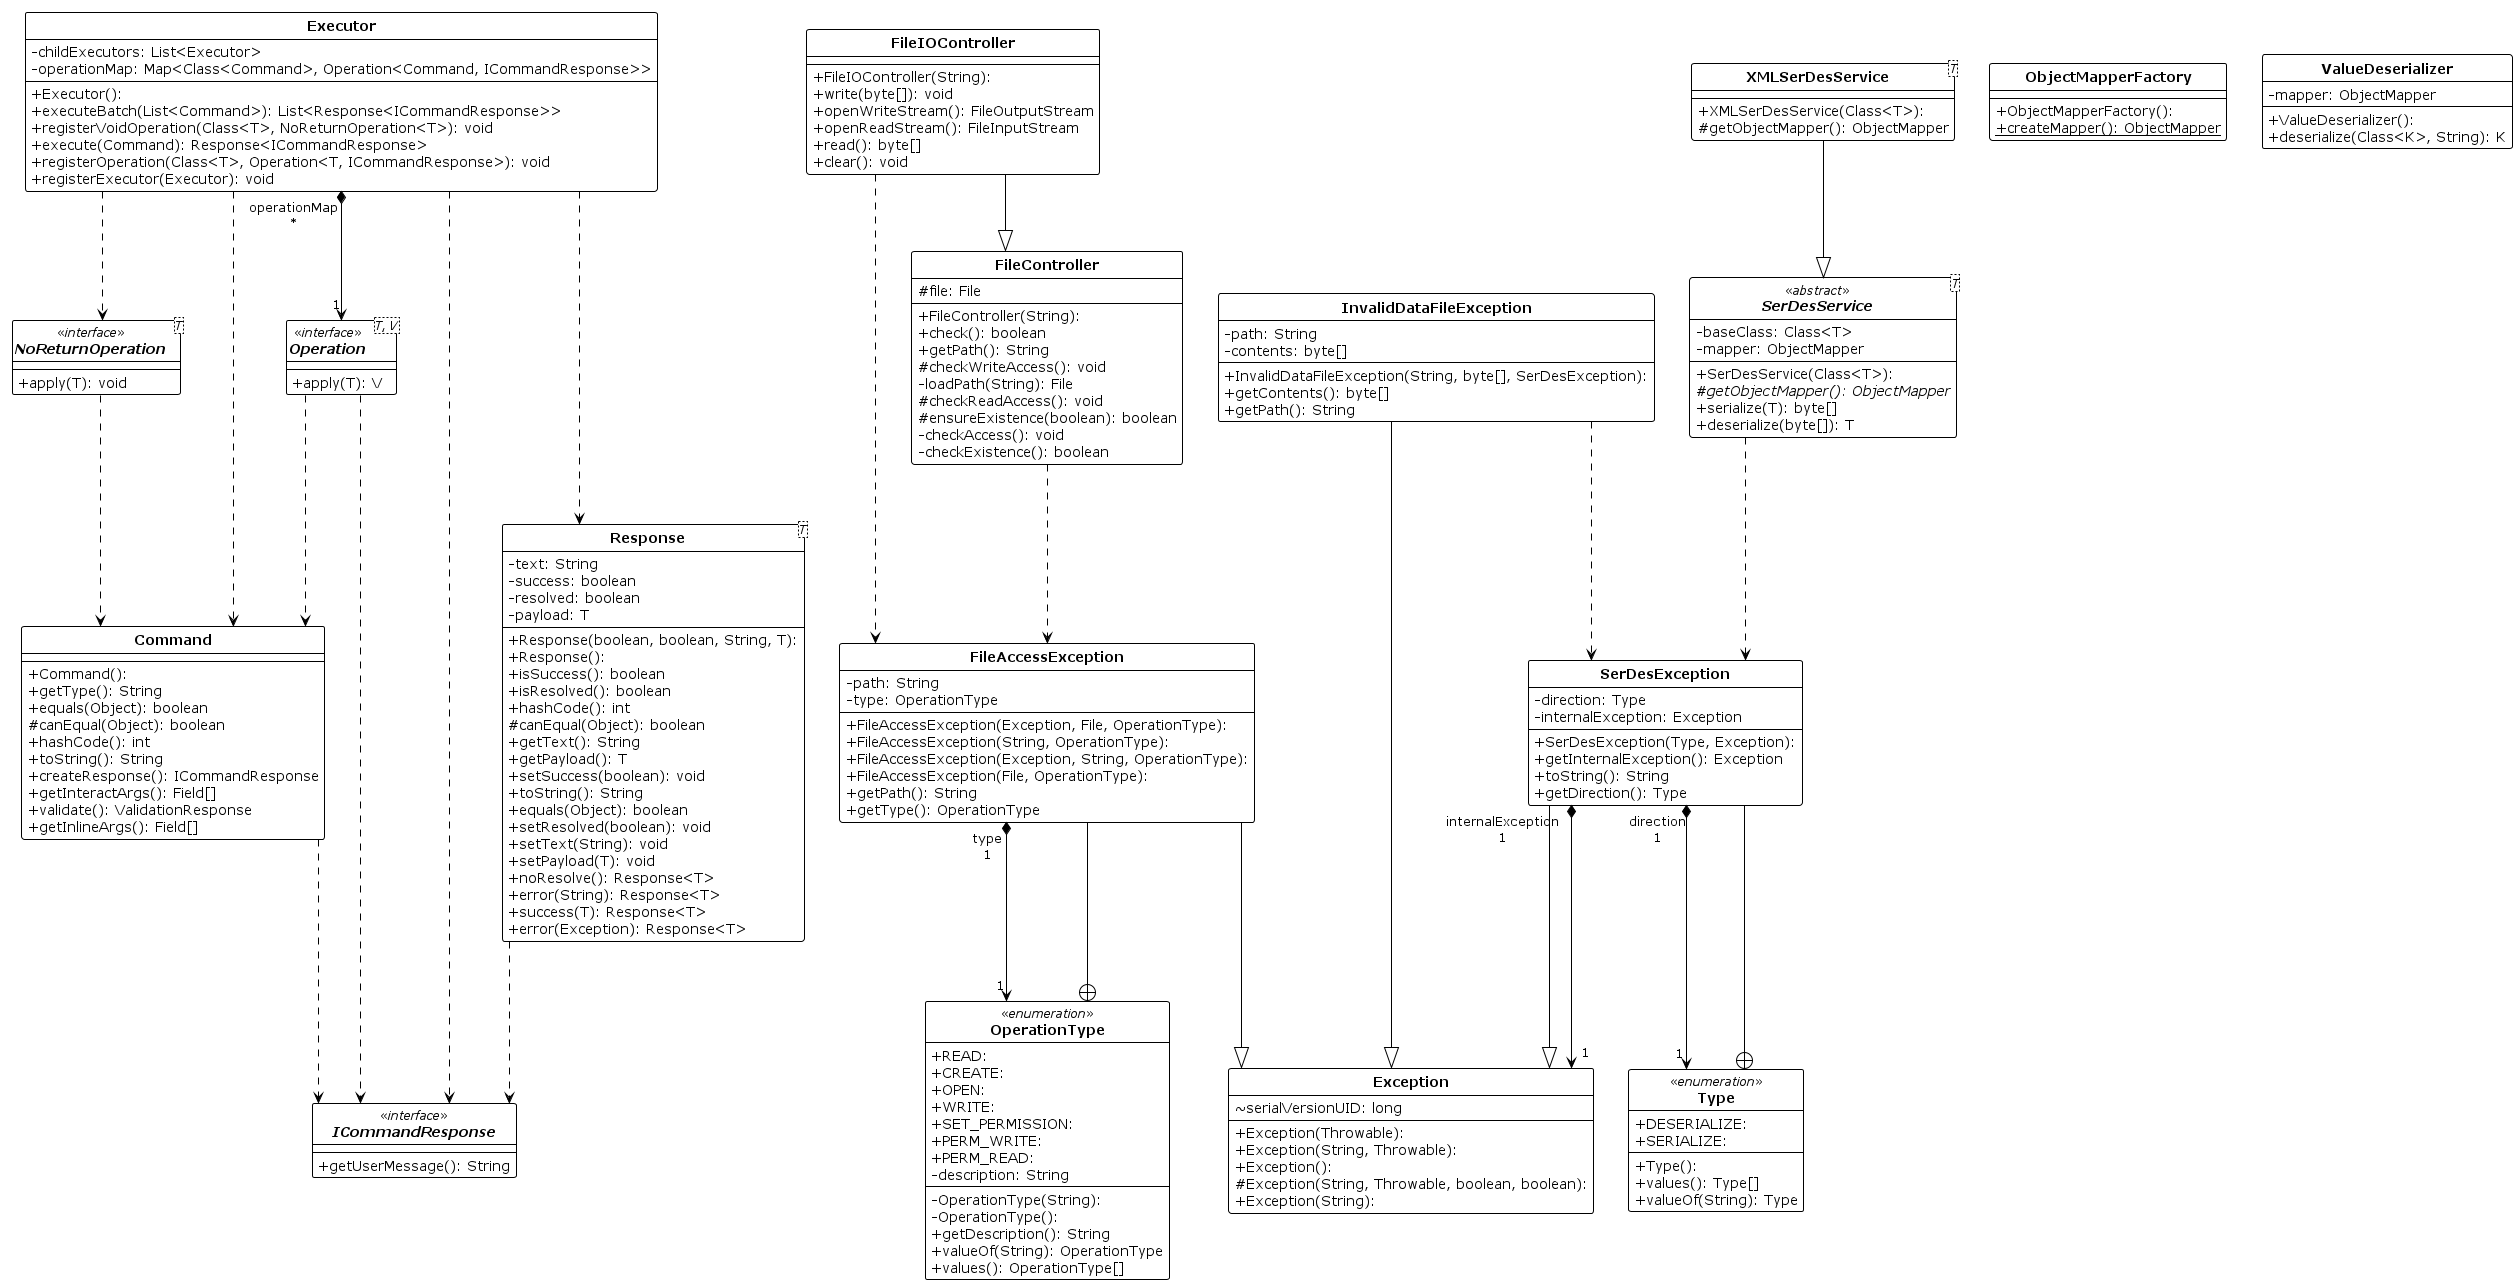 Executor
-childExecutors: List<Executor>
-operationMap: Map<Class<Command>, Operation<Command, ICommandResponse>>
+Executor():
+executeBatch(List<Command>): List<Response<ICommandResponse>>
+registerVoidOperation(Class<T>, NoReturnOperation<T>): void
+execute(Command): Response<ICommandResponse>
+registerOperation(Class<T>, Operation<T, ICommandResponse>): void
+registerExecutor(Executor): void
operationMap
*
1
«interface»
T
NoReturnOperation
+apply(T): void
«interface»
T, V
Operation
+apply(T): V
Command
+Command():
+getType(): String
+equals(Object): boolean
#canEqual(Object): boolean
+hashCode(): int
+toString(): String
+createResponse(): ICommandResponse
+getInteractArgs(): Field[]
+validate(): ValidationResponse
+getInlineArgs(): Field[]
Response
T
-text: String
-success: boolean
-resolved: boolean
-payload: T
+Response(boolean, boolean, String, T):
+Response():
+isSuccess(): boolean
+isResolved(): boolean
+hashCode(): int
#canEqual(Object): boolean
+getText(): String
+getPayload(): T
+setSuccess(boolean): void
+toString(): String
+equals(Object): boolean
+setResolved(boolean): void
+setText(String): void
+setPayload(T): void
+noResolve(): Response<T>
+error(String): Response<T>
+success(T): Response<T>
+error(Exception): Response<T>
«interface»
ICommandResponse
+getUserMessage(): String
FileIOController
+FileIOController(String):
+write(byte[]): void
+openWriteStream(): FileOutputStream
+openReadStream(): FileInputStream
+read(): byte[]
+clear(): void
FileController
#file: File
+FileController(String):
+check(): boolean
+getPath(): String
#checkWriteAccess(): void
-loadPath(String): File
#checkReadAccess(): void
#ensureExistence(boolean): boolean
-checkAccess(): void
-checkExistence(): boolean
FileAccessException
-path: String
-type: OperationType
+FileAccessException(Exception, File, OperationType):
+FileAccessException(String, OperationType):
+FileAccessException(Exception, String, OperationType):
+FileAccessException(File, OperationType):
+getPath(): String
+getType(): OperationType
type
1
1
«enumeration»
OperationType
+READ:
+CREATE:
+OPEN:
+WRITE:
+SET_PERMISSION:
+PERM_WRITE:
+PERM_READ:
-description: String
-OperationType(String):
-OperationType():
+getDescription(): String
+valueOf(String): OperationType
+values(): OperationType[]
InvalidDataFileException
-path: String
-contents: byte[]
+InvalidDataFileException(String, byte[], SerDesException):
+getContents(): byte[]
+getPath(): String
XMLSerDesService
T
+XMLSerDesService(Class<T>):
#getObjectMapper(): ObjectMapper
«abstract»
T
SerDesService
-baseClass: Class<T>
-mapper: ObjectMapper
+SerDesService(Class<T>):
#getObjectMapper(): ObjectMapper
+serialize(T): byte[]
+deserialize(byte[]): T
SerDesException
-direction: Type
-internalException: Exception
+SerDesException(Type, Exception):
+getInternalException(): Exception
+toString(): String
+getDirection(): Type
internalException
1
1
direction
1
1
Exception
~serialVersionUID: long
+Exception(Throwable):
+Exception(String, Throwable):
+Exception():
#Exception(String, Throwable, boolean, boolean):
+Exception(String):
«enumeration»
Type
+DESERIALIZE:
+SERIALIZE:
+Type():
+values(): Type[]
+valueOf(String): Type
ObjectMapperFactory
+ObjectMapperFactory():
+createMapper(): ObjectMapper
ValueDeserializer
-mapper: ObjectMapper
+ValueDeserializer():
+deserialize(Class<K>, String): K